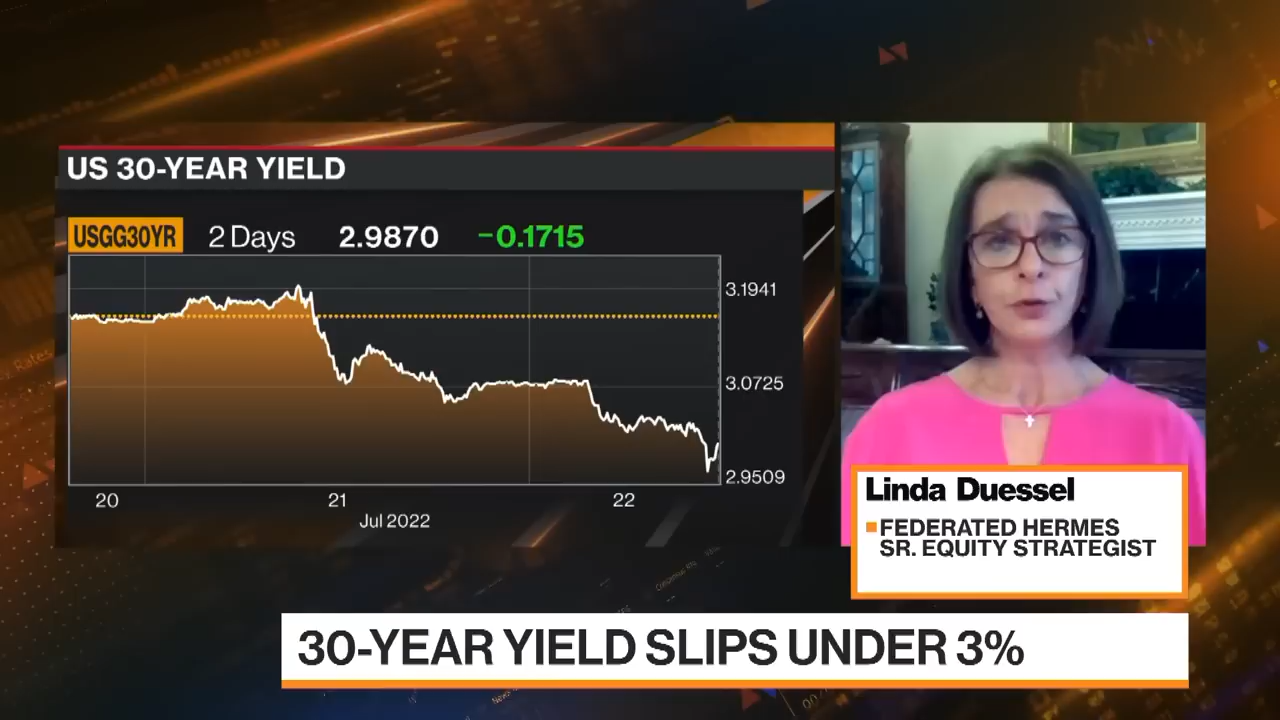 US 30-YEAR YIELD
USGG30YR 2 Days 2.9870 -0.1715
3.1941
3.0725
2.9509
20 21 22
Jul 2022
Linda Duessel
FEDERATED HERMES
SR. EQUITY STRATEGIST
30-YEAR YIELD SLIPS UNDER 3%
Rates